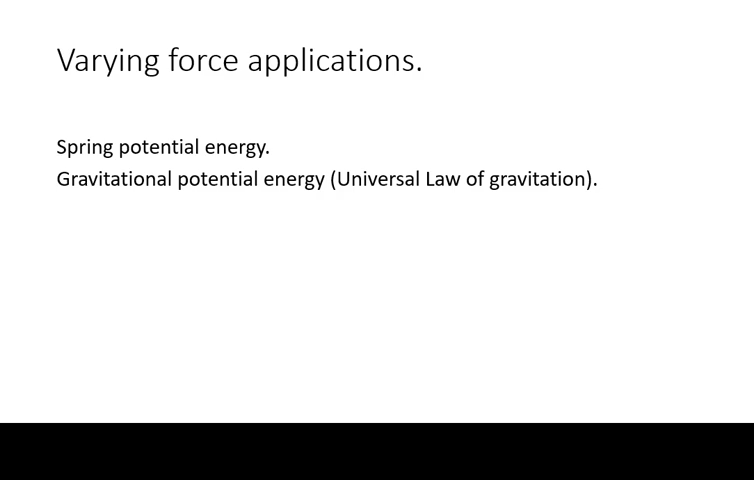 Varying force applications.
Spring potential energy.
Gravitational potential energy (Universal Law of gravitation).